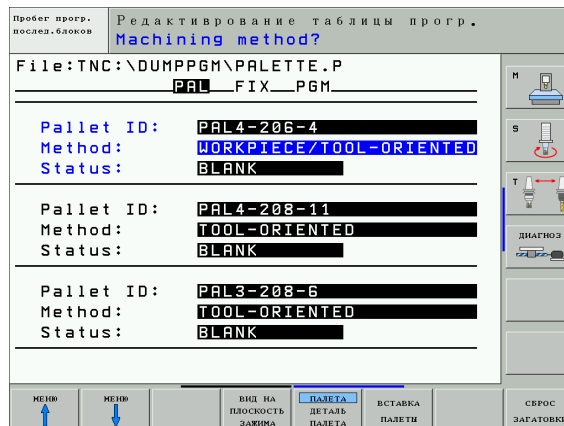 Пробег прогр.
послед.блоков
Редактиврование таблицы прогр.
Machining method?
File:TNC:\DUMPPGM\PALETTE.P
PAL FIX PGM
Pallet ID: PAL4-206-4
Method: WORKPIECE/TOOL-ORIENTED
Status: BLANK
Pallet ID: PAL4-208-11
Method: TOOL-ORIENTED
Status: BLANK
Pallet ID: PAL3-208-6
Method: TOOL-ORIENTED
Status: BLANK
M
S
T
ДИАГНОЗ
МЕНЮ
МЕНЮ
ВИД НА
ПЛОСКОСТЬ
ЗАЖИМА
ПАЛЕТА
ДЕТАЛЬ
ПАЛЕТА
ВСТАВКА
ПАЛЕТЫ
СБРОС
ЗАГАТОВКИ